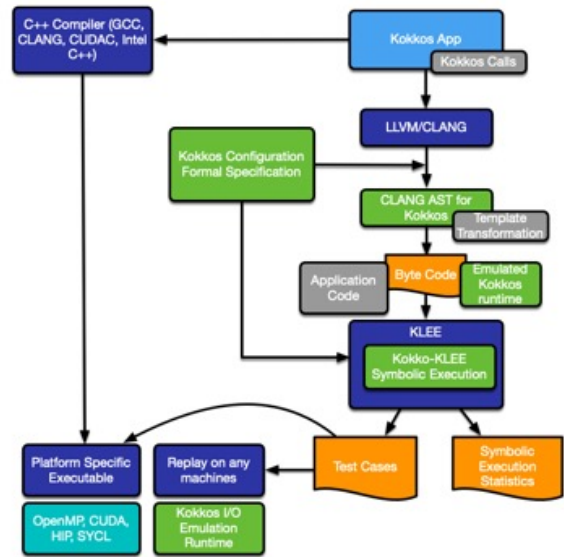 C++ Compiler (GCC,
CLANG, CUDAC, Intel
C++)
Kokkos App
Kokkos Calls
LLVM/CLANG
Kokkos Configuration
Formal Specification
CLANG AST for
Kokkos
Template
Transformation
Application
Code
Byte Code
Emulated
Kokkos
runtime
KLEE
Kokko-KLEE
Symbolic Execution
Platform Specific
Executable
Replay on any
machines
Test Cases
Symbolic
Execution
Statistics
OpenMP, CUDA,
HIP, SYCL
Kokkos I/O
Emulation
Runtime